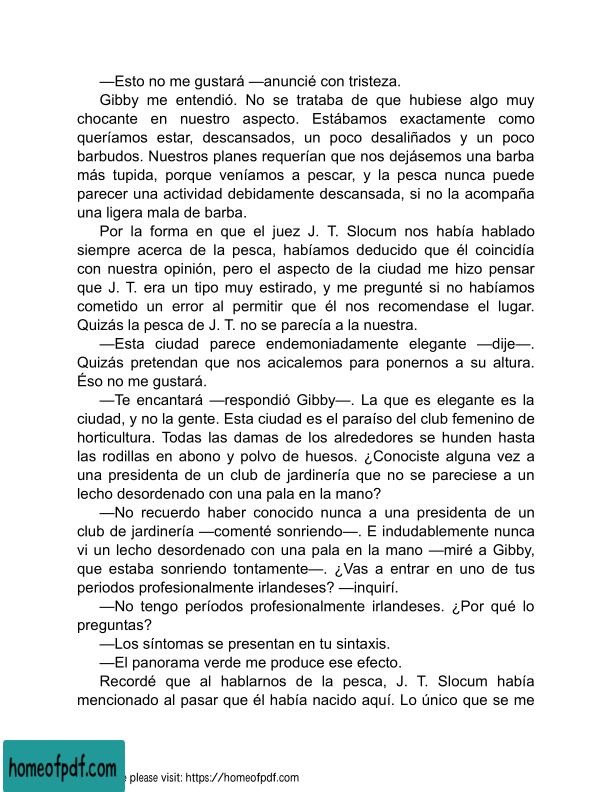 —Esto no me gustará —anuncié con tristeza.
Gibby me entendió. No se trataba de que hubiese algo muy
chocante en nuestro aspecto. Estábamos exactamente como
queríamos estar, descansados, un poco desaliñados y un poco
barbudos. Nuestros planes requerían que nos dejásemos una barba
más tupida, porque veníamos a pescar, y la pesca nunca puede
parecer una actividad debidamente descansada, si no la acompaña
una ligera mala de barba.
Por la forma en que el juez J. T. Slocum nos había hablado
siempre acerca de la pesca, habíamos deducido que él coincidía
con nuestra opinión, pero el aspecto de la ciudad me hizo pensar
que J. T. era un tipo muy estirado, y me pregunté si no habíamos
cometido un error al permitir que él nos recomendase el lugar.
Quizás la pesca de J. T. no se parecía a la nuestra.
—Esta ciudad parece endemoniadamente elegante —dije—.
Quizás pretendan que nos acicalemos para ponernos a su altura.
Éso no me gustará.
—Te encantará —respondió Gibby—. La que es elegante es la
ciudad, y no la gente. Esta ciudad es el paraíso del club femenino de
horticultura. Todas las damas de los alrededores se hunden hasta
las rodillas en abono y polvo de huesos. ¿Conociste alguna vez a
una presidenta de un club de jardinería que no se pareciese a un
lecho desordenado con una pala en la mano?
—No recuerdo haber conocido nunca a una presidenta de un
club de jardinería —comenté sonriendo—. E indudablemente nunca
vi un lecho desordenado con una pala en la mano —miré a Gibby,
que estaba sonriendo tontamente—. ¿Vas a entrar en uno de tus
periodos profesionalmente irlandeses? —inquirí.
—No tengo períodos profesionalmente irlandeses. ¿Por qué lo
preguntas?
—Los síntomas se presentan en tu sintaxis.
—El panorama verde me produce ese efecto.
Recordé que al hablarnos de la pesca, J. T. Slocum había
mencionado al pasar que él había nacido aquí. Lo único que se me
homeofpdf.com
please visit: https://homeofpdf.com